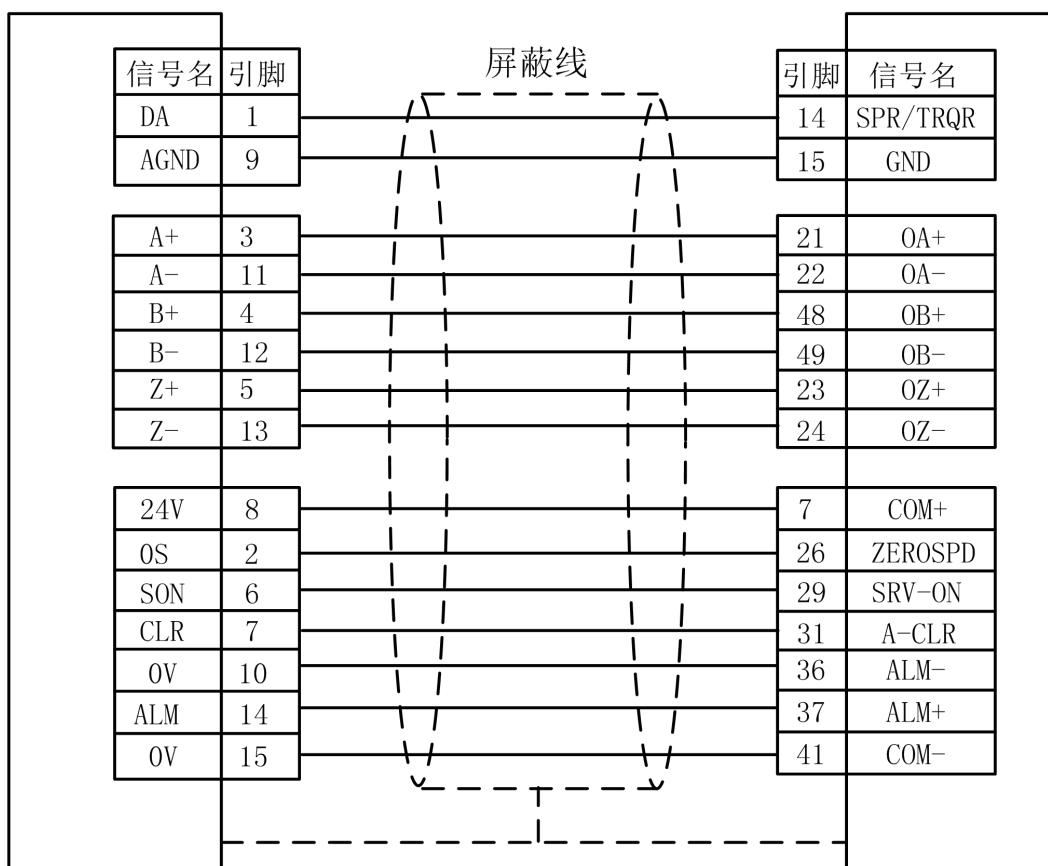 屏蔽线
信号名 引脚 引脚 信号名
DA 1 14 SPR/TRQR
AGND 9 15 GND
A+ 3 21 OA+
A- 11 22 OA-
B+ 4 48 OB+
B- 12 49 OB-
Z+ 5 23 OZ+
Z- 13 24 OZ-
24V 8 7 COM+
OS 2 26 ZEROSPD
SON 6 29 SRV-ON
CLR 7 31 A-CLR
0V 10 36 ALM-
ALM 14 37 ALM+
0V 15 41 COM-